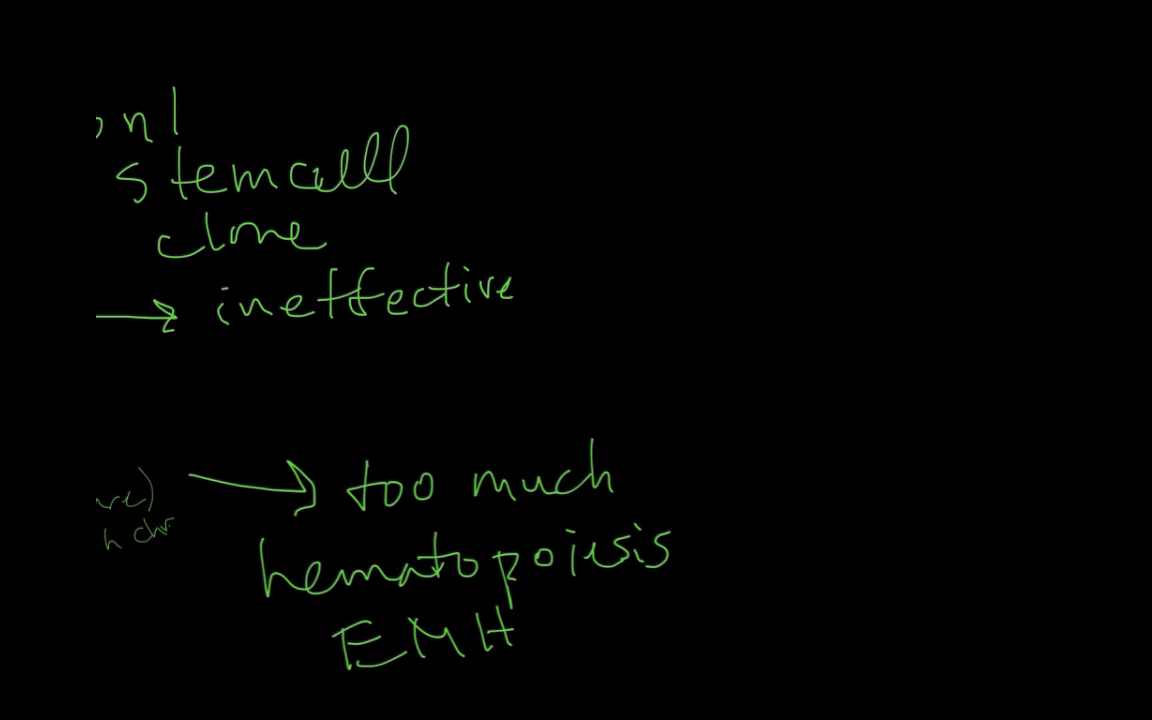 stemcelll
clone
→ ineffective
→ too much
hematopoiesis
EMH